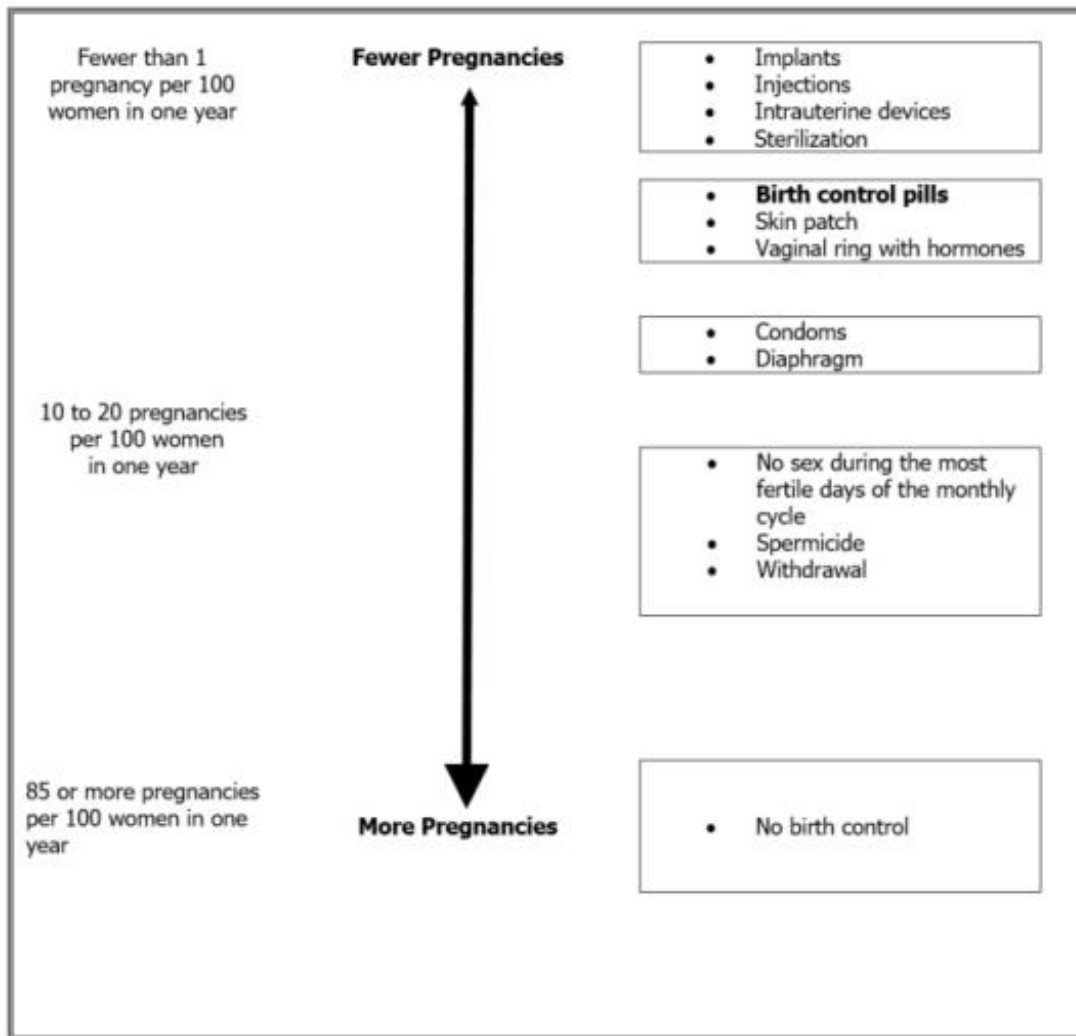 Fewer than 1
pregnancy per 100
women in one year
Fewer Pregnancies
• Implants
• Injections
• Intrauterine devices
• Sterilization
• Birth control pills
• Skin patch
• Vaginal ring with hormones
• Condoms
• Diaphragm
10 to 20 pregnancies
per 100 women
in one year
• No sex during the most
fertile days of the monthly
cycle
• Spermicide
• Withdrawal
85 or more pregnancies
per 100 women in one
year
More Pregnancies
• No birth control